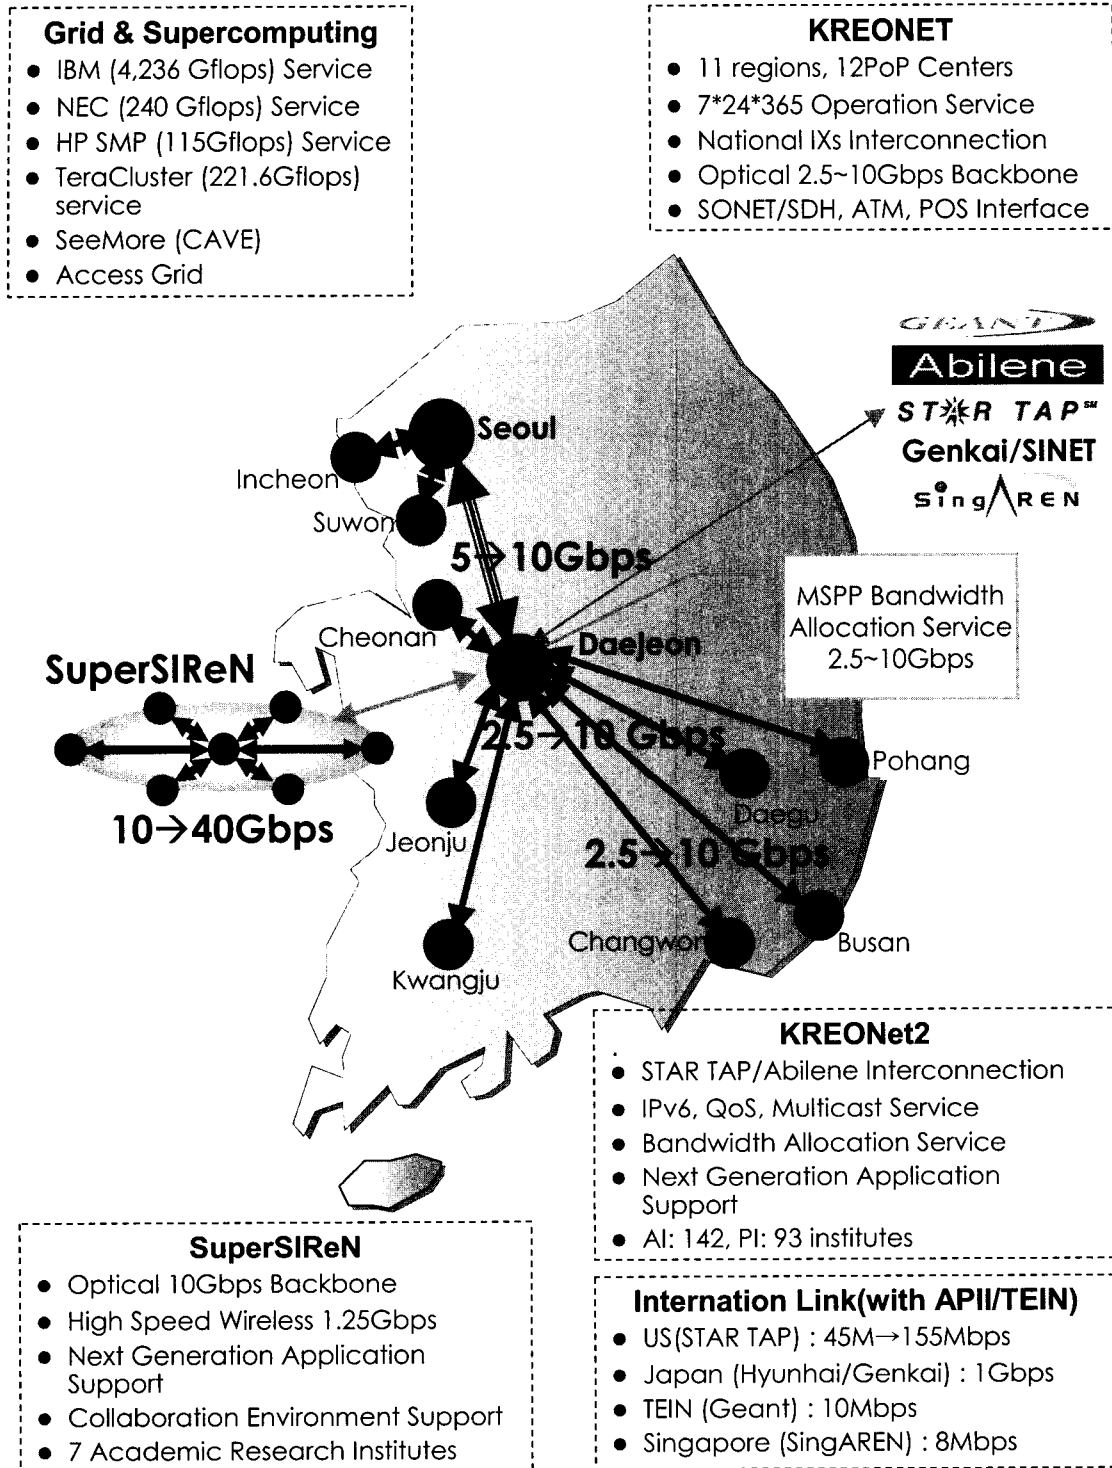 Grid & Supercomputing
● IBM (4,236 Gflops) Service
● NEC (240 Gflops) Service
● HP SMP (115Gflops) Service
● TeraCluster (221.6Gflops)
service
● SeeMore (CAVE)
● Access Grid
KREONET
● 11 regions, 12PoP Centers
● 7*24*365 Operation Service
● National IXs Interconnection
● Optical 2.5~10Gbps Backbone
● SONET/SDH, ATM, POS Interface
GEANT
Abilene
STAR TAP℠
Genkai/SINET
SingAREN
Seoul
Incheon
Suwon
5→10Gbps
MSPP Bandwidth
Allocation Service
2.5~10Gbps
Cheonan
DaeJeon
SuperSIReN
2.5→10 Gbps
Pohang
Daegu
10→40Gbps
Jeonju
2.5→10 Gbps
Changwon
Busan
Kwangju
KREONet2
● STAR TAP/Abilene Interconnection
● IPv6, QoS, Multicast Service
● Bandwidth Allocation Service
● Next Generation Application
Support
● AI: 142, PI: 93 institutes
SuperSIReN
● Optical 10Gbps Backbone
● High Speed Wireless 1.25Gbps
● Next Generation Application
Support
● Collaboration Environment Support
● 7 Academic Research Institutes
Internation Link(with APII/TEIN)
● US(STAR TAP) : 45M→155Mbps
● Japan (Hyunhai/Genkai) : 1Gbps
● TEIN (Geant) : 10Mbps
● Singapore (SingAREN) : 8Mbps